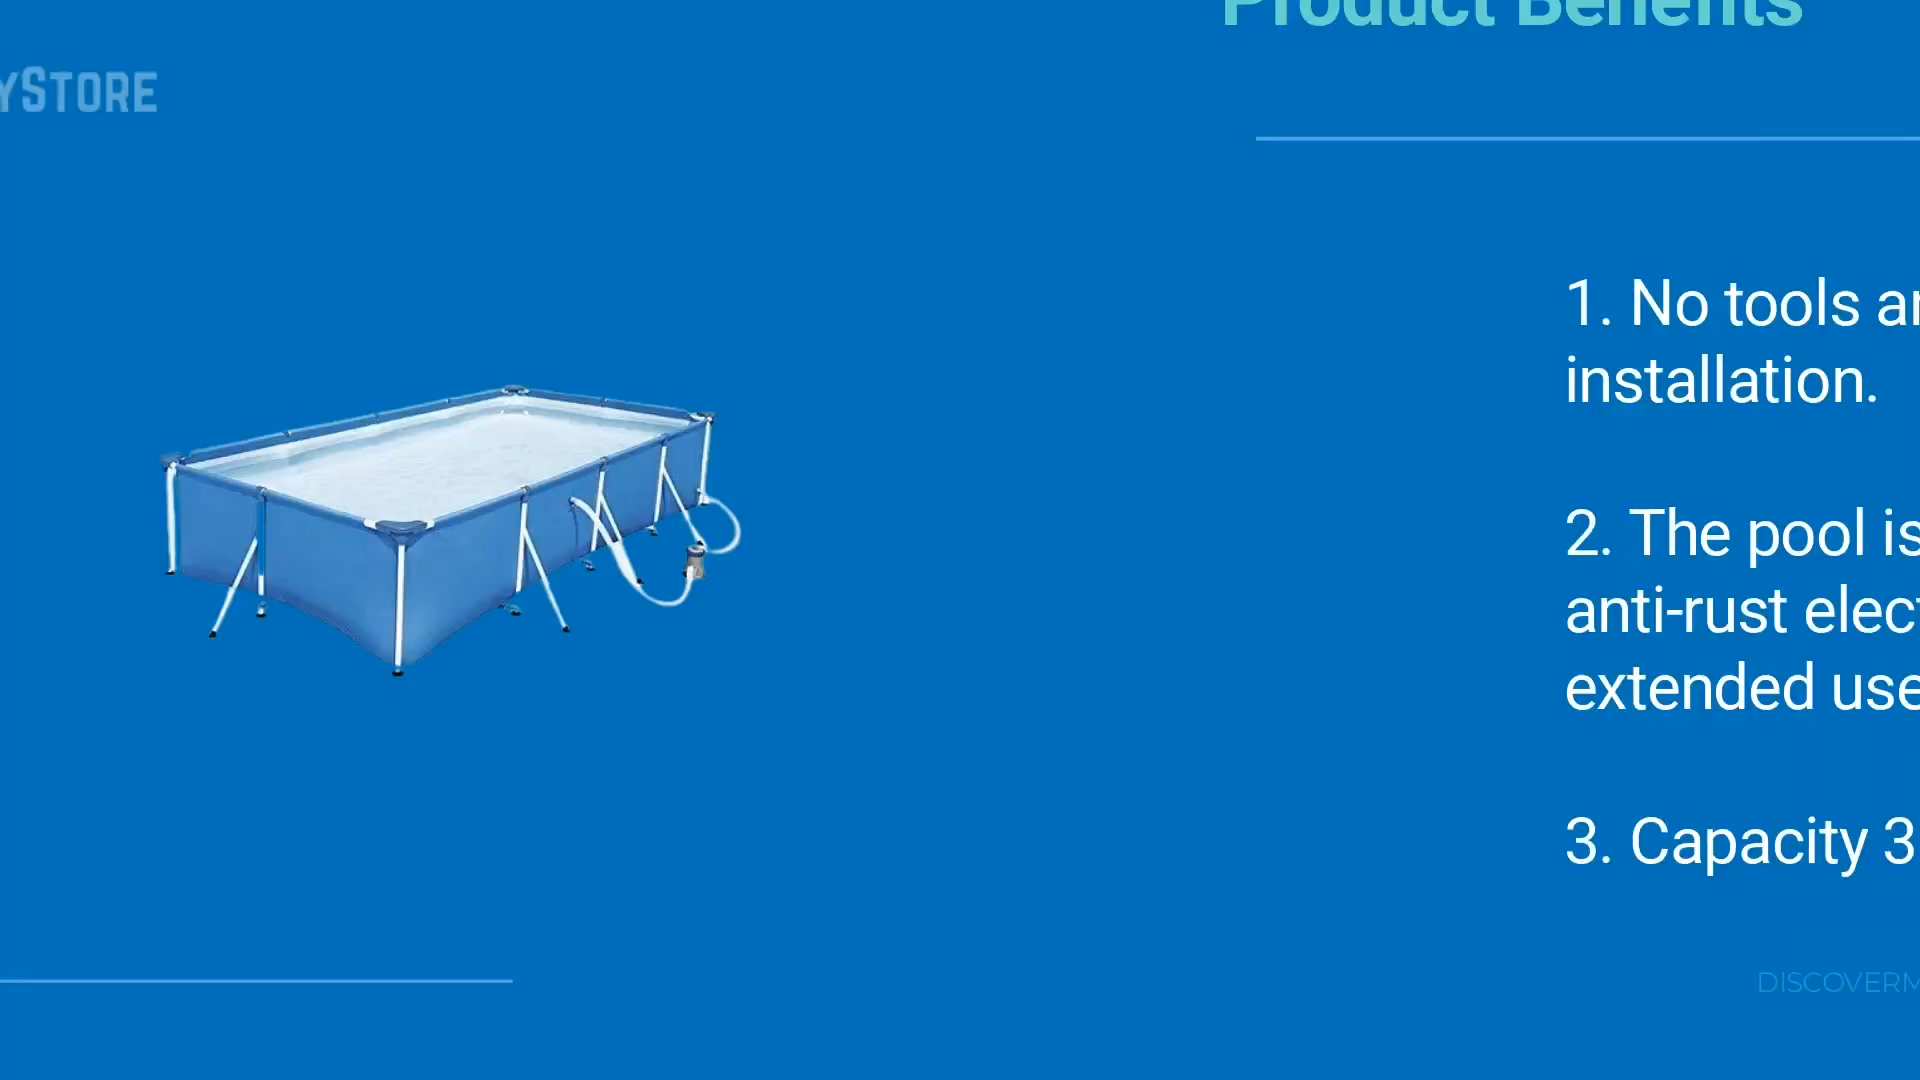 Product Benefits
YSTORE
1. No tools
installation.
2. The pool is
anti-rust
extended use
3. Capacity 3
DISCOVERM